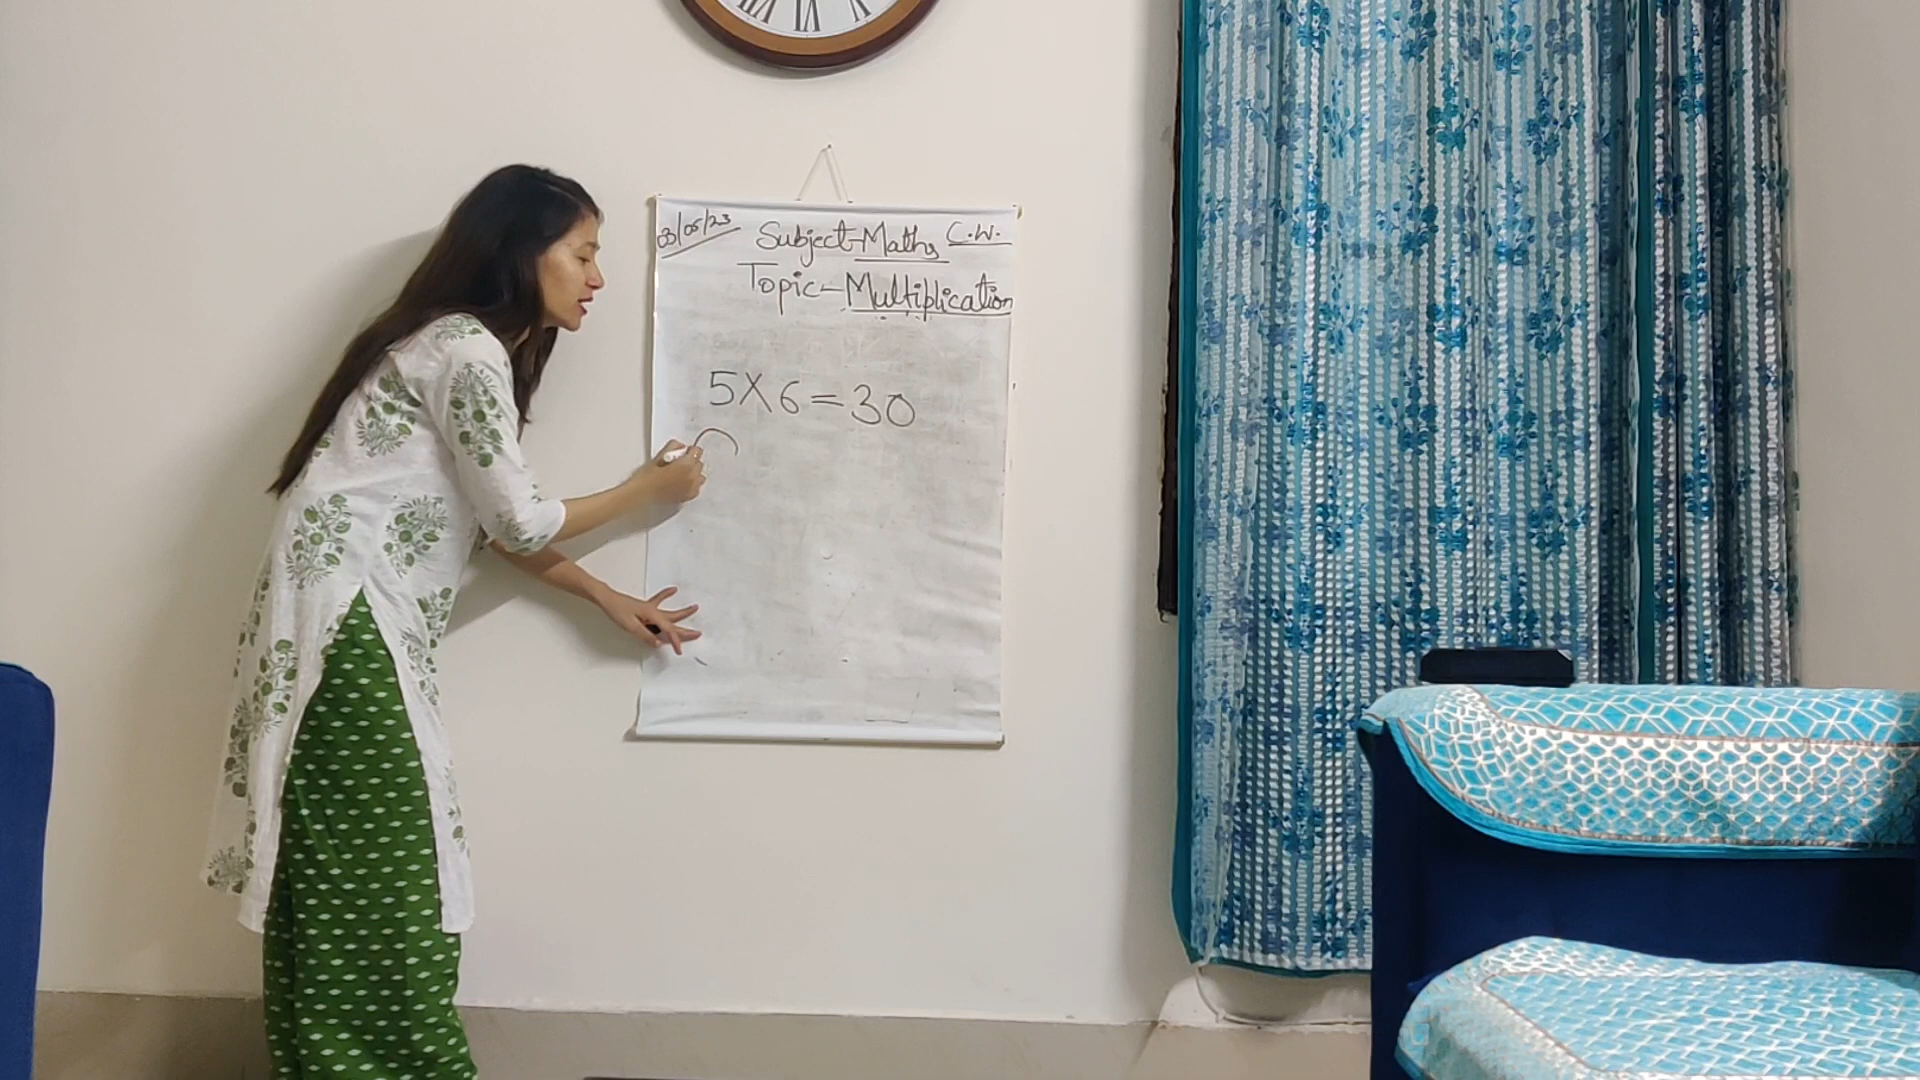 03/05/23 Subject-Maths C.W.
Topic-Multiplication
5X6=30